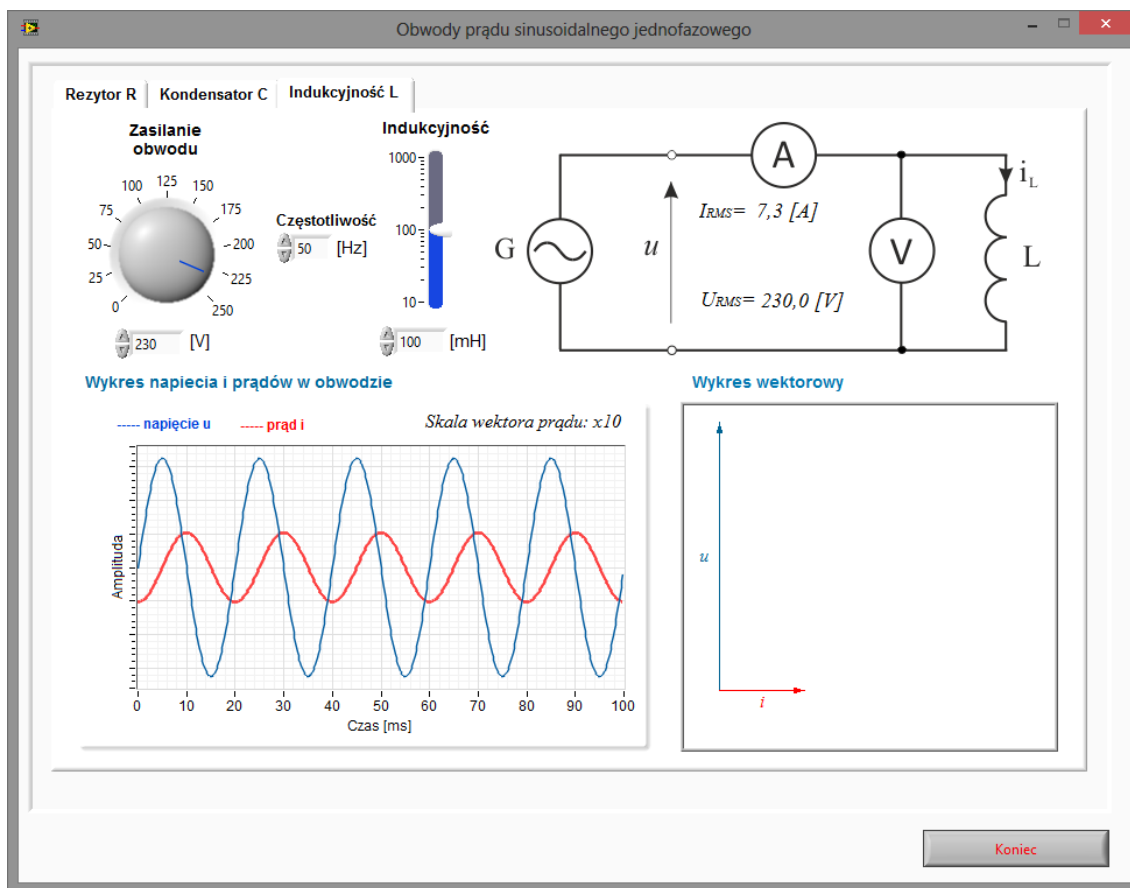 Obwody prądu sinusoidalnego jednofazowego
Rezytor R
Kondensator C
Indukcyjność L
Zasilanie
obwodu
0
25
50
75
100
125
150
175
200
225
250
230 [V]
Częstotliwość
50 [Hz]
Indukcyjność
1000
100
10
100 [mH]
G
u
A
IRMS= 7,3 [A]
URMS= 230,0 [V]
V
iL
L
Wykres napiecia i prądów w obwodzie
----- napięcie u ----- prąd i Skala wektora prądu: x10
Amplituda
0 10 20 30 40 50 60 70 80 90 100
Czas [ms]
Wykres wektorowy
u
i
Koniec